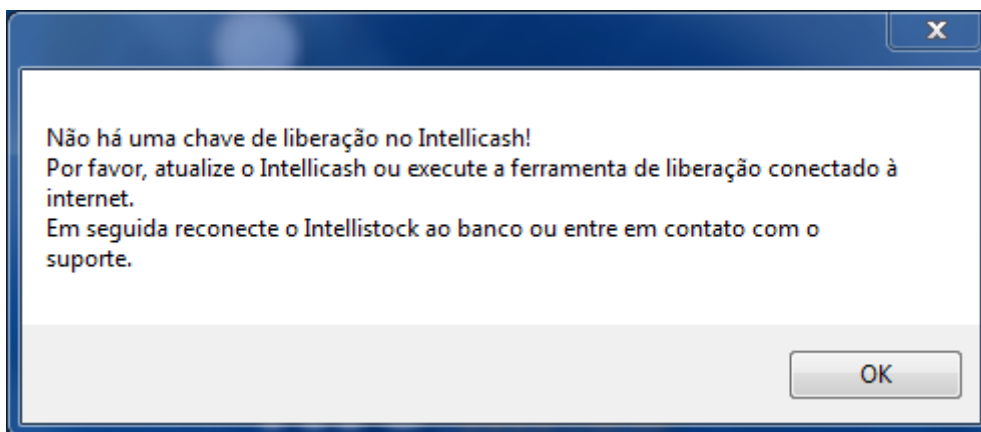 Não há uma chave de liberação no Intellicash!
Por favor, atualize o Intellicash ou execute a ferramenta de liberação conectado à
internet.
Em seguida reconecte o Intellistock ao banco ou entre em contato com o
suporte.
OK